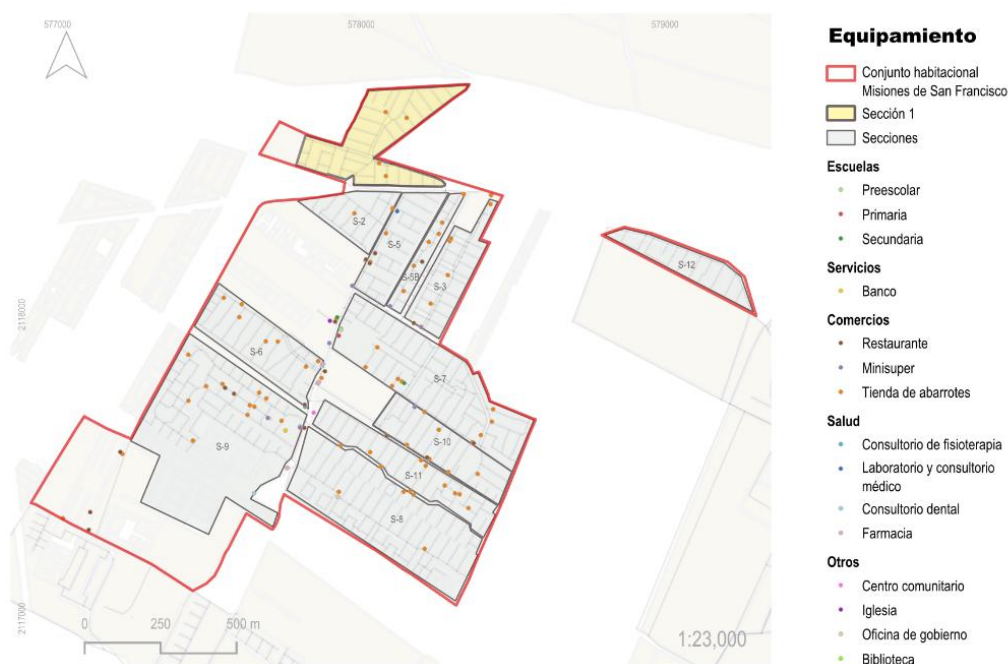 577000
578000
579000
2118000
2117000
S-2
S-5
S-5B
S-3
S-12
S-6
S-7
S-9
S-10
S-11
S-8
0 250 500 m
1:23,000
Equipamiento
Conjunto habitacional
Misiones de San Francisco
Sección 1
Secciones
Escuelas
Preescolar
Primaria
Secundaria
Servicios
Banco
Comercios
Restaurante
Minisuper
Tienda de abarrotes
Salud
Consultorio de fisioterapia
Laboratorio y consultorio
médico
Consultorio dental
Farmacia
Otros
Centro comunitario
Iglesia
Oficina de gobierno
Biblioteca